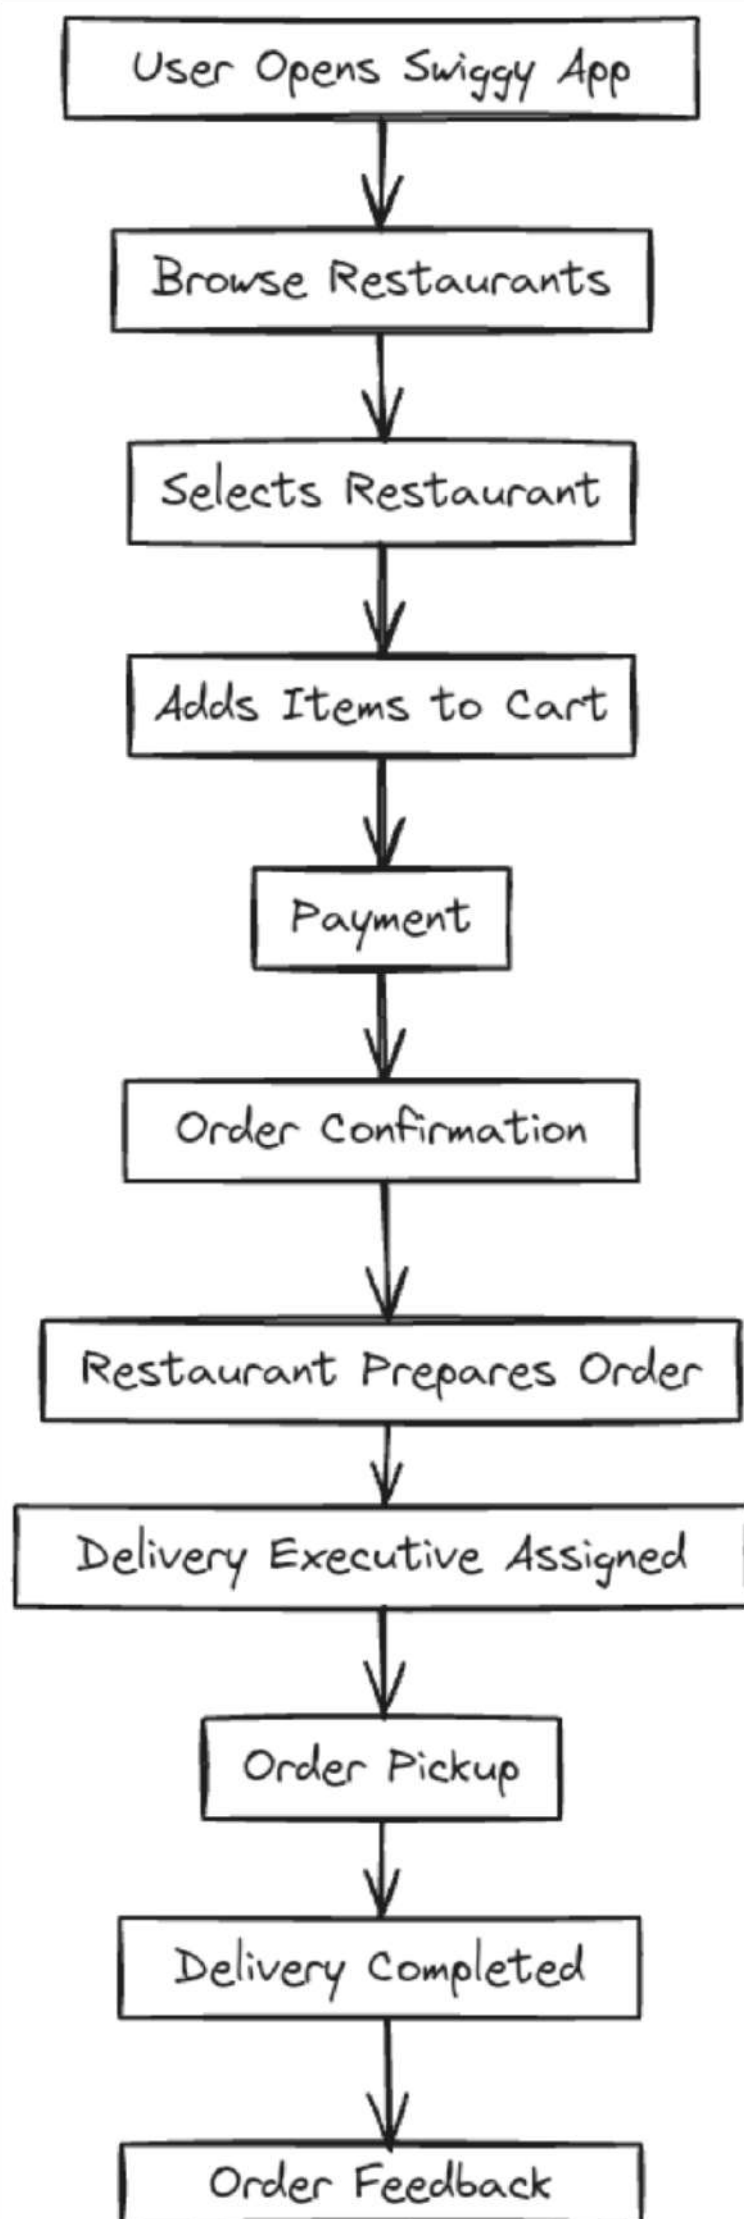 User Opens Swiggy App
Browse Restaurants
Selects Restaurant
Adds Items to Cart
Payment
Order Confirmation
Restaurant Prepares Order
Delivery Executive Assigned
Order Pickup
Delivery Completed
Order Feedback